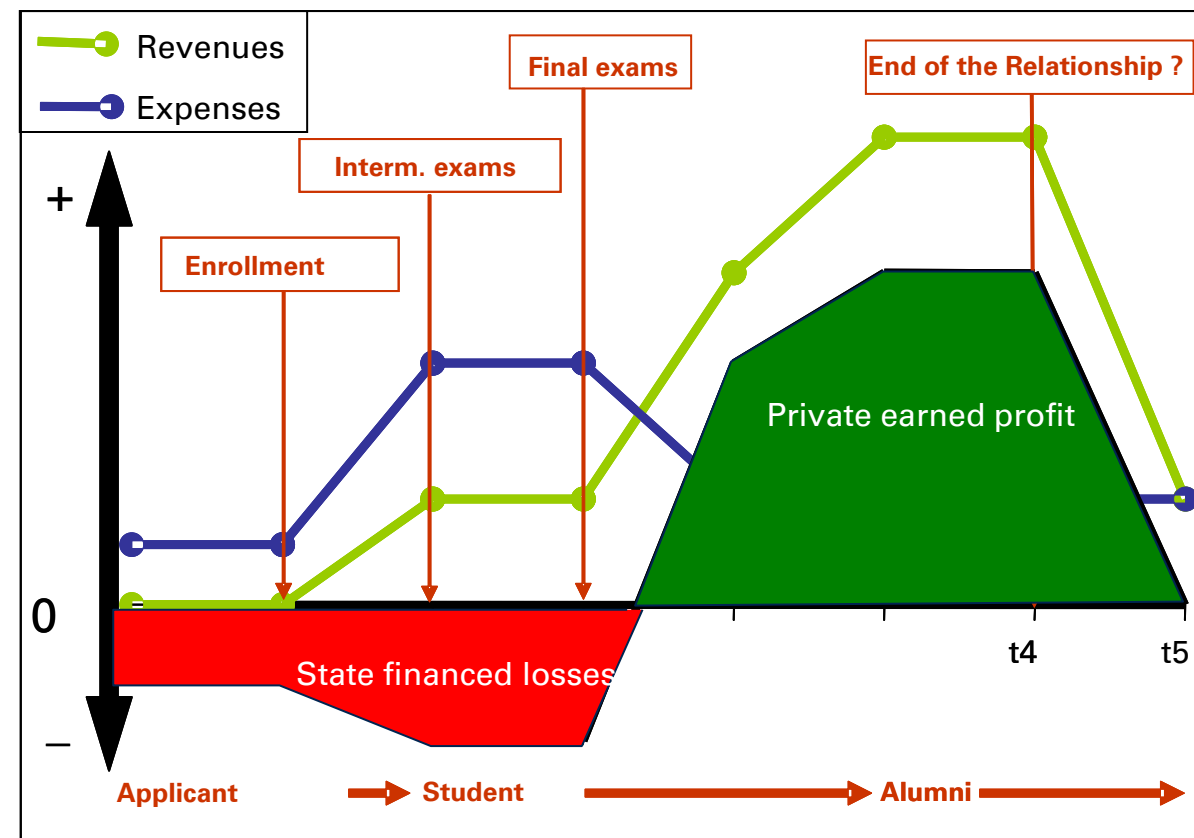 Revenues
Expenses
Final exams
End of the Relationship ?
Interm. exams
+
Enrollment
Private earned profit
0
State financed losses
t4
t5
–
Applicant
Student
Alumni